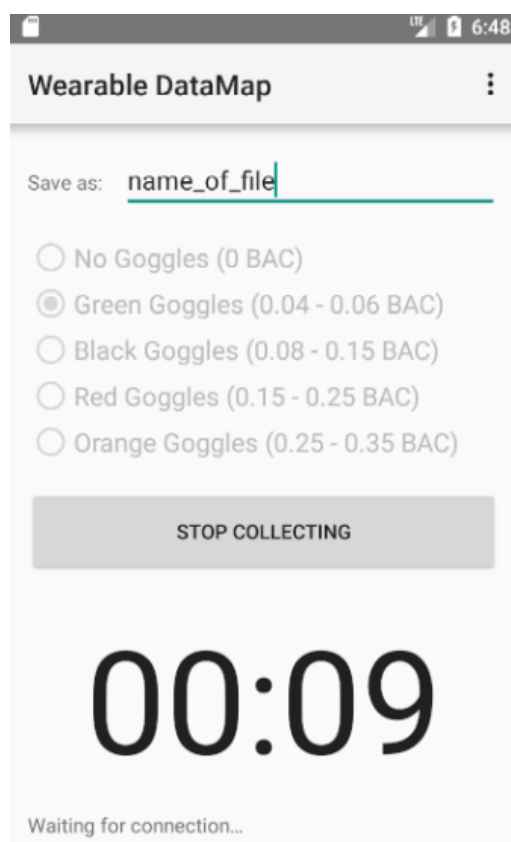 LTE 6:48
Wearable DataMap
Save as: name_of_file
No Goggles (0 BAC)
Green Goggles (0.04 - 0.06 BAC)
Black Goggles (0.08 - 0.15 BAC)
Red Goggles (0.15 - 0.25 BAC)
Orange Goggles (0.25 - 0.35 BAC)
STOP COLLECTING
00:09
Waiting for connection...